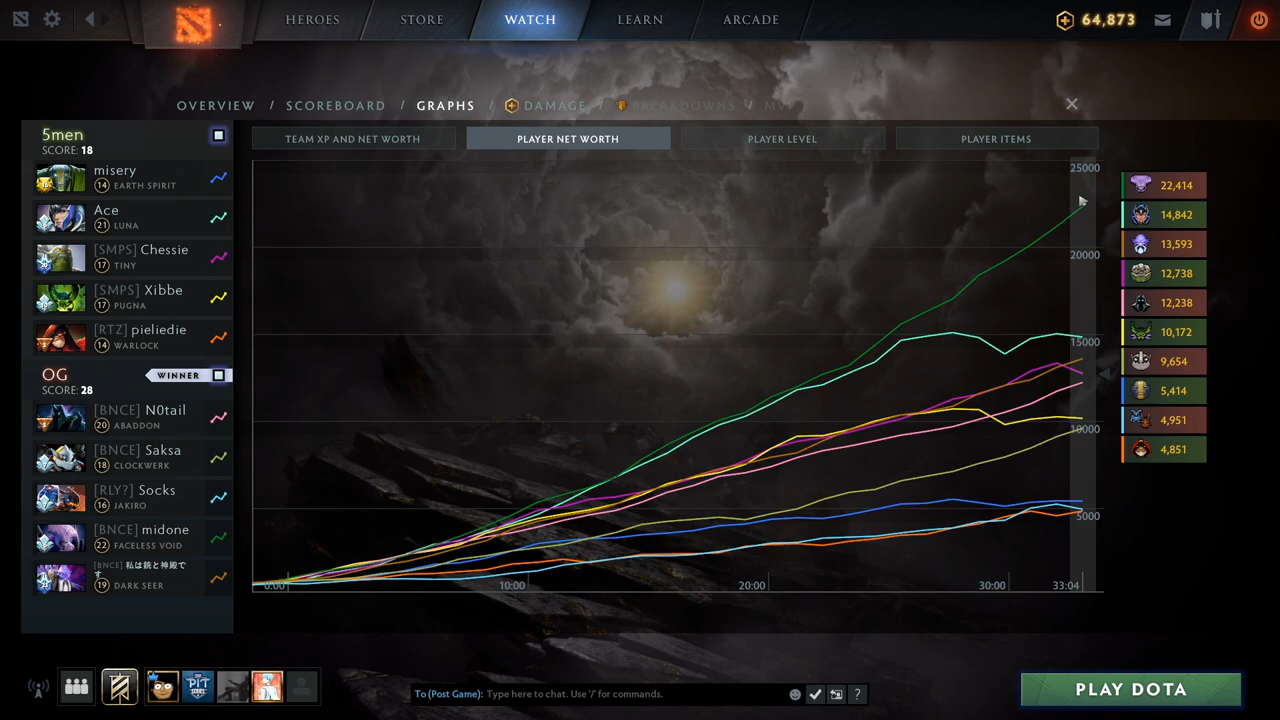 HEROES
STORE
WATCH
LEARN
ARCADE
64,873
OVERVIEW / SCOREBOARD / GRAPHS / DAMAGE / BREAKDOWNS /
TEAM XP AND NET WORTH
PLAYER NET WORTH
PLAYER LEVEL
PLAYER ITEMS
5men
SCORE: 18
misery
14 EARTH SPIRIT
Ace
21 LUNA
[SMPS] Chessie
17 TINY
[SMPS] Xibbe
17 PUGNA
[RTZ] pieliedie
14 WARLOCK
OG
WINNER
SCORE: 28
[BNCE] N0tail
20 ABADDON
[BNCE] Saksa
18 CLOCKWERK
[RLY?] Socks
16 JAKIRO
[BNCE] midone
22 FACELESS VOID
[BNCE] 私は銃と神殿で
す
19 DARK SEER
25000
20000
15000
10000
5000
0:00
10:00
20:00
30:00
33:04
22,414
14,842
13,593
12,738
12,238
10,172
9,654
5,414
4,951
4,851
PIT
To (Post Game): Type here to chat. Use '/' for commands.
?
PLAY DOTA